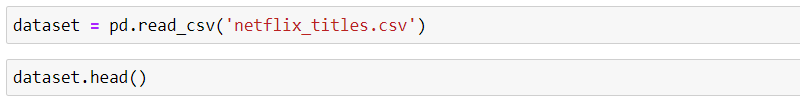 dataset = pd.read_csv('netflix_titles.csv')
dataset.head()